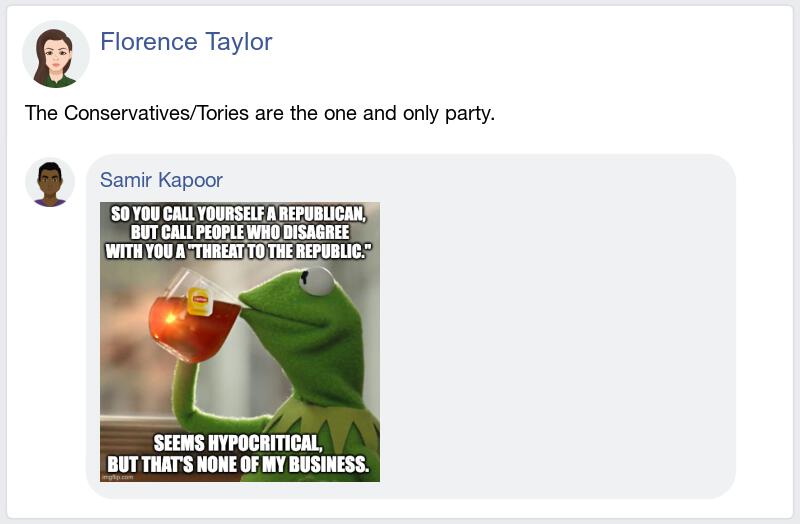 Florence Taylor
The Conservatives/Tories are the one and only party.
Samir Kapoor
SO YOU CALL YOURSELF A REPUBLICAN,
BUT CALL PEOPLE WHO DISAGREE
WITH YOU A "THREAT TO THE REPUBLIC."
Lipton
SEEMS HYPOCRITICAL,
BUT THAT'S NONE OF MY BUSINESS.
imgflip.com